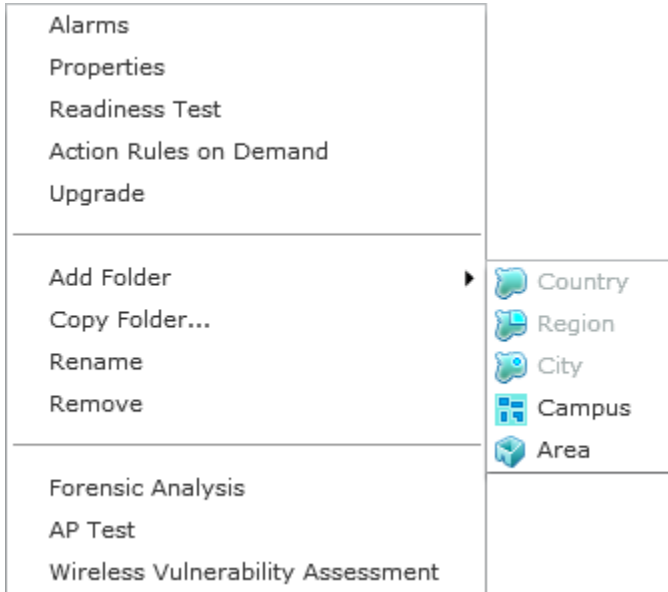 Alarms
Properties
Readiness Test
Action Rules on Demand
Upgrade
Add Folder
Country
Region
City
Campus
Area
Copy Folder...
Rename
Remove
Forensic Analysis
AP Test
Wireless Vulnerability Assessment